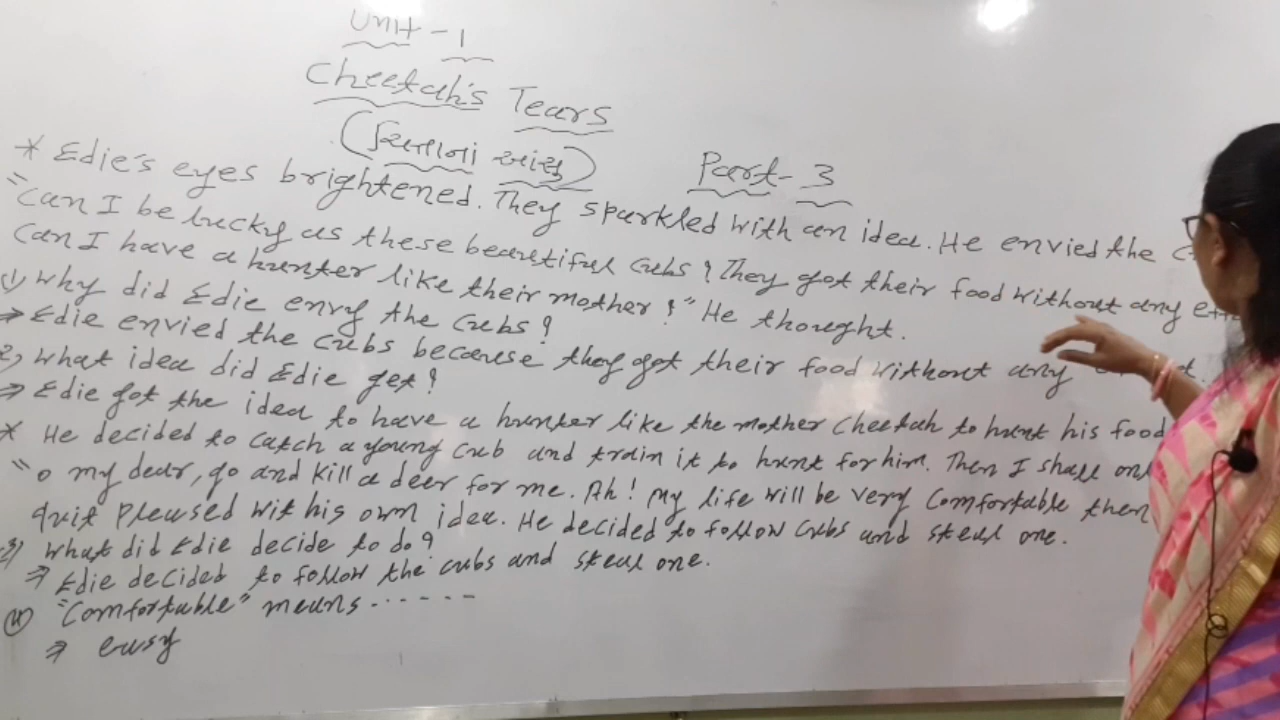 Unit - 1
Cheetah's Tears
(ચિત્તાના આંસુ)
Part - 3
* Edie's eyes brightened. They sparkled with an idea. He envied the
"Can I be lucky as these beautiful cubs? They got their food without any
Can I have a hunter like their mother?" He thought.
(1) Why did Edie envy the cubs?
⇒ Edie envied the cubs because they got their food without any
2) What idea did Edie get?
⇒ Edie got the idea to have a hunter like the mother cheetah to hunt his food
* He decided to catch a young cub and train it to hunt for him. Then I shall
"O my dear, go and kill a deer for me. Ah! My life will be very comfortable then
quit pleased wit his own idea. He decided to follow cubs and steal one.
3) What did Edie decide to do?
⇒ Edie decided to follow the cubs and steal one.
(4) "Comfortable" means ------
⇒ easy